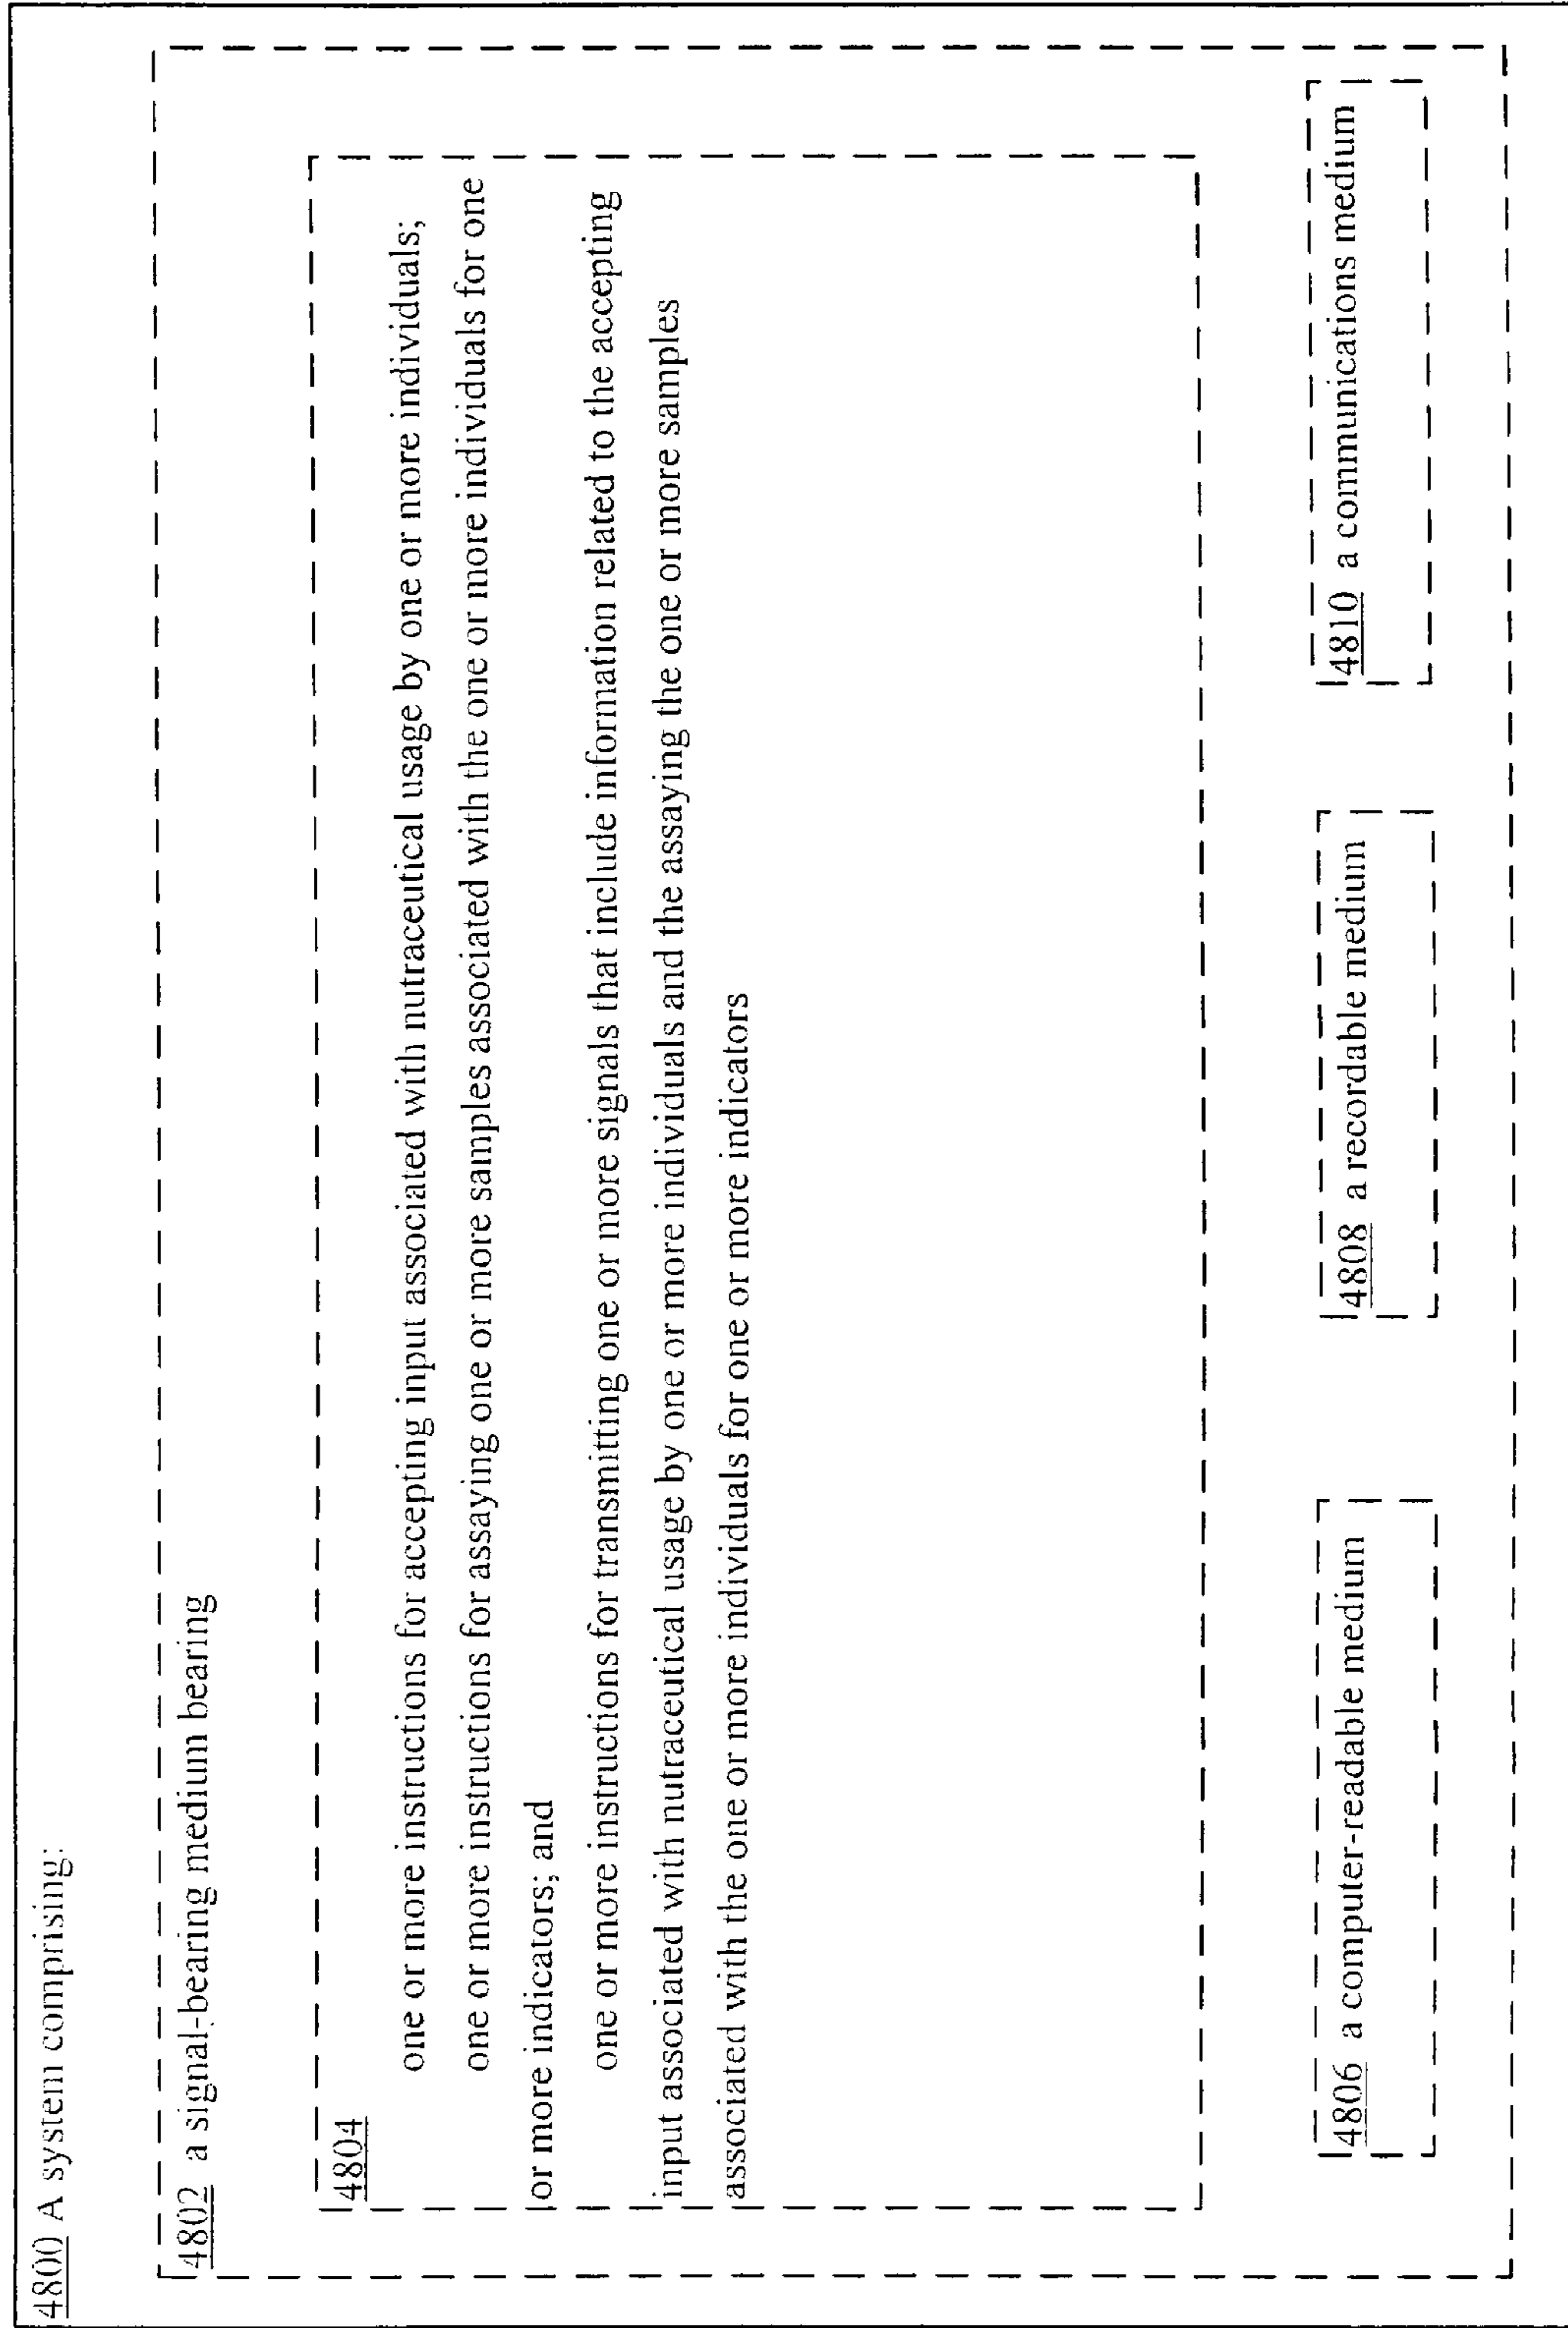 4800 A system comprising:
4802 a signal-bearing medium bearing
4804
one or more instructions for accepting input associated with nutraceutical usage by one or more individuals;
one or more instructions for assaying one or more samples associated with the one or more individuals for one
or more indicators; and
one or more instructions for transmitting one or more signals that include information related to the accepting
input associated with nutraceutical usage by one or more individuals and the assaying the one or more samples
associated with the one or more individuals for one or more indicators
4806 a computer-readable medium
4808 a recordable medium
4810 a communications medium